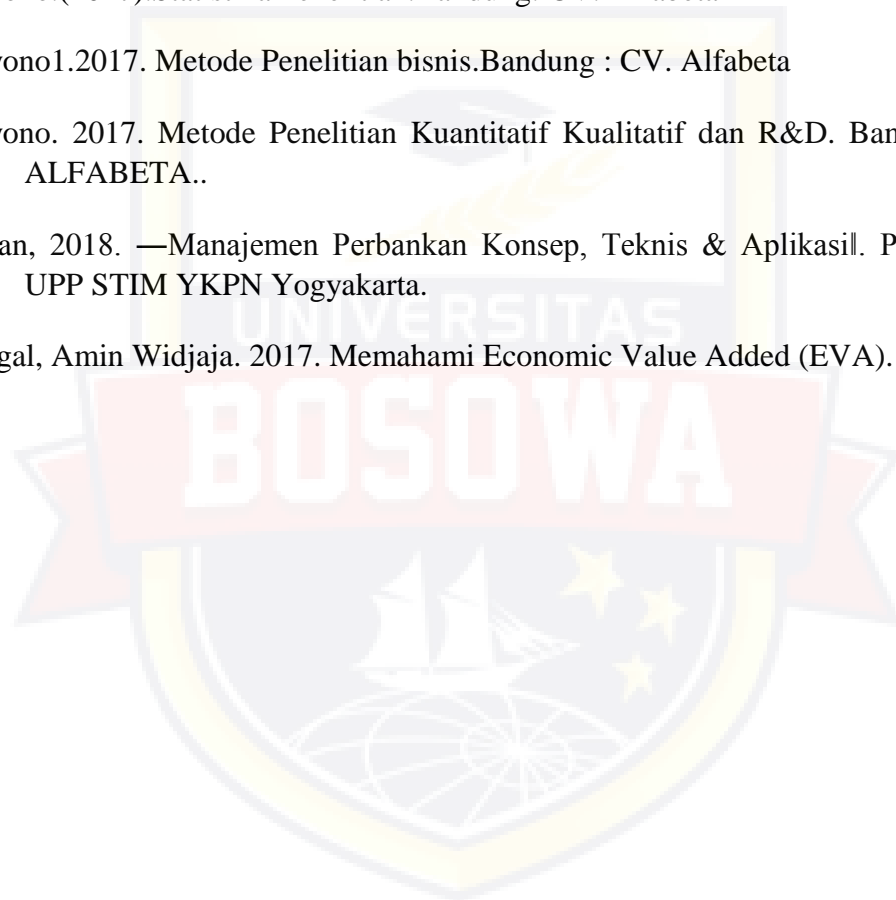 yono1.2017. Metode Penelitian bisnis.Bandung : CV. Alfabeta
yono. 2017. Metode Penelitian Kuantitatif Kualitatif dan R&D. Ban
ALFABETA..
an, 2018. ―Manajemen Perbankan Konsep, Teknis & Aplikasi‖. P
UPP STIM YKPN Yogyakarta.
gal, Amin Widjaja. 2017. Memahami Economic Value Added (EVA).
UNIVERSITAS
BOSOWA